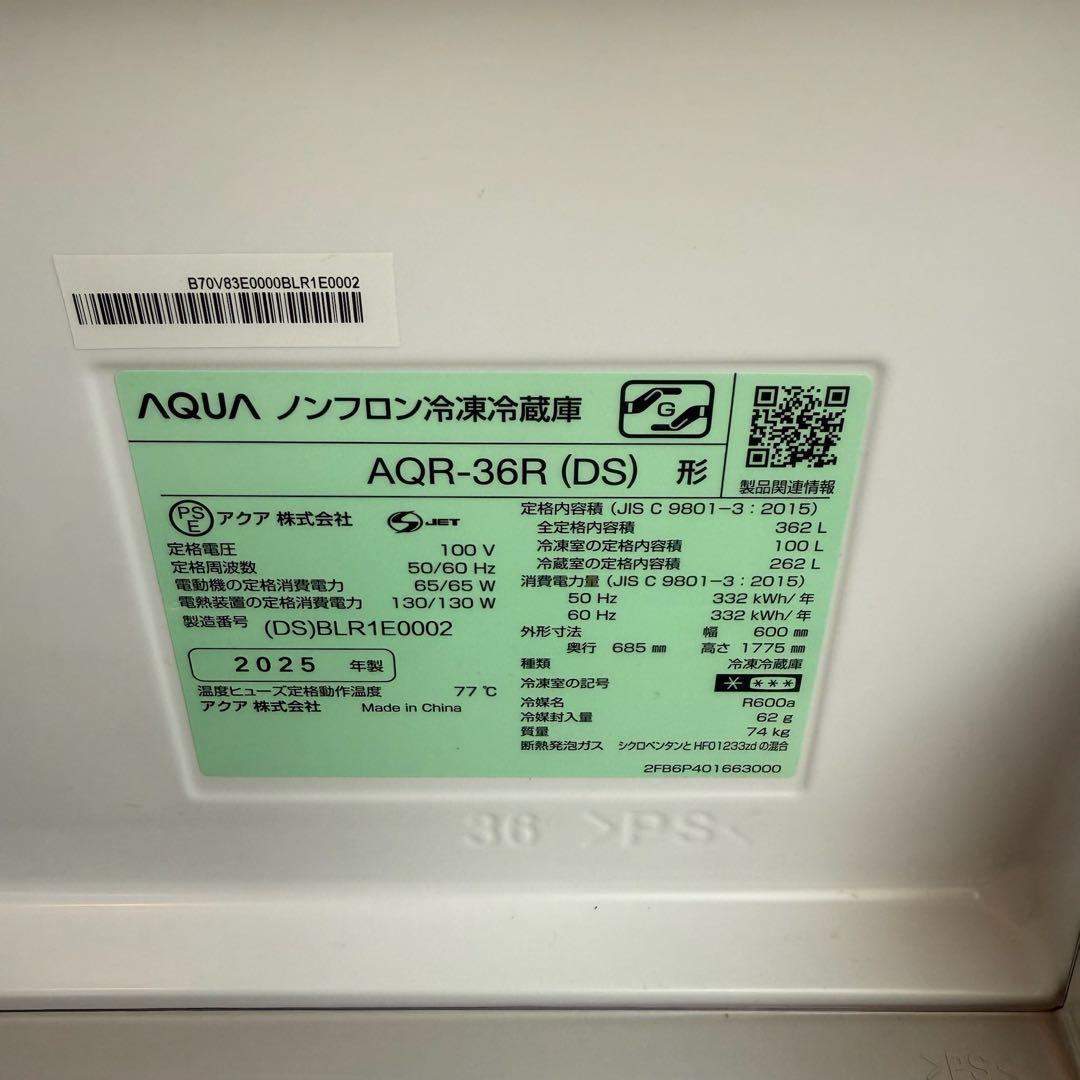 B70V83E0000BLR1E0002
AQUA ノンフロン冷凍冷蔵庫
G
AQR-36R (DS) 形
製品関連情報
PS
E
アクア 株式会社
S-JET
定格電圧 100 V
定格周波数 50/60 Hz
電動機の定格消費電力 65/65 W
電熱装置の定格消費電力 130/130 W
製造番号 (DS)BLR1E0002
2025 年製
温度ヒューズ定格動作温度 77 ℃
アクア 株式会社 Made in China
定格内容積 (JIS C 9801-3：2015)
全定格内容積 362 L
冷凍室の定格内容積 100 L
冷蔵室の定格内容積 262 L
消費電力量 (JIS C 9801-3：2015)
50 Hz 332 kWh/年
60 Hz 332 kWh/年
外形寸法 幅 600 ㎜
奥行 685 ㎜ 高さ 1775 ㎜
種類 冷凍冷蔵庫
冷凍室の記号 * ***
冷媒名 R600a
冷媒封入量 62 g
質量 74 kg
断熱発泡ガス シクロペンタンとHFO1233zdの混合
2FB6P401663000
36 >PS<
>PS<